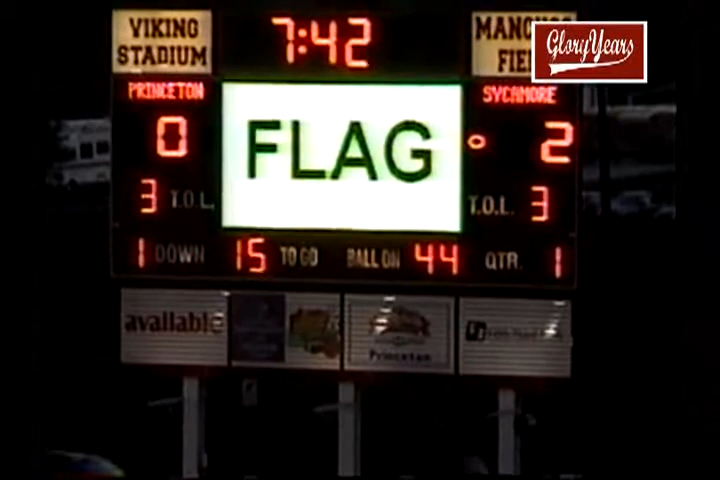 VIKING
STADIUM
7:42
Glory Years
PRINCETON
SYCAMORE
0
FLAG
2
3 T.O.L.
T.O.L. 3
1 DOWN 15 TO GO BALL ON 44 QTR. 1
available
Princeton